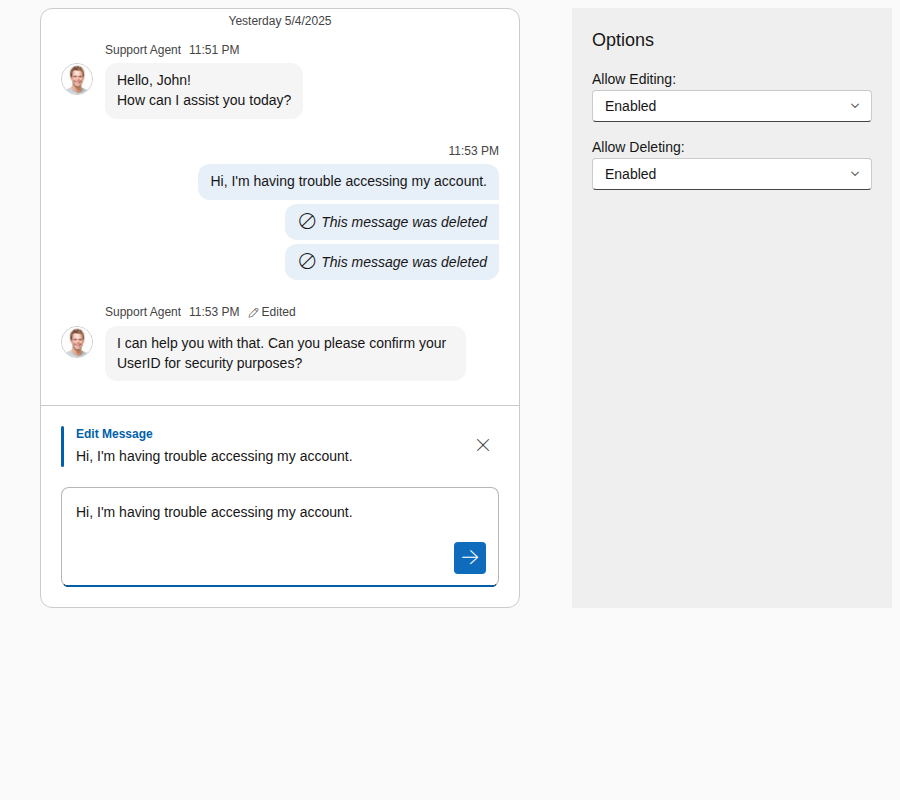 Yesterday 5/4/2025
Support Agent 11:51 PM
Hello, John!
How can I assist you today?
11:53 PM
Hi, I'm having trouble accessing my account.
This message was deleted
This message was deleted
Support Agent 11:53 PM Edited
I can help you with that. Can you please confirm your
UserID for security purposes?
Edit Message
Hi, I'm having trouble accessing my account.
Hi, I'm having trouble accessing my account.
Options
Allow Editing:
Enabled
Allow Deleting:
Enabled